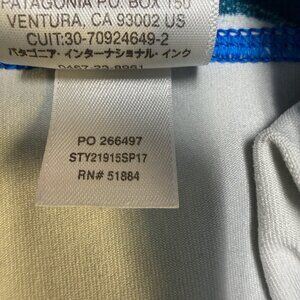 PATAGONIA P.O. BOX 150
VENTURA, CA 93002 US
CUIT:30-70924649-2
パタゴニア・インターナショナル・インク
PO 266497
STY21915SP17
RN# 51884